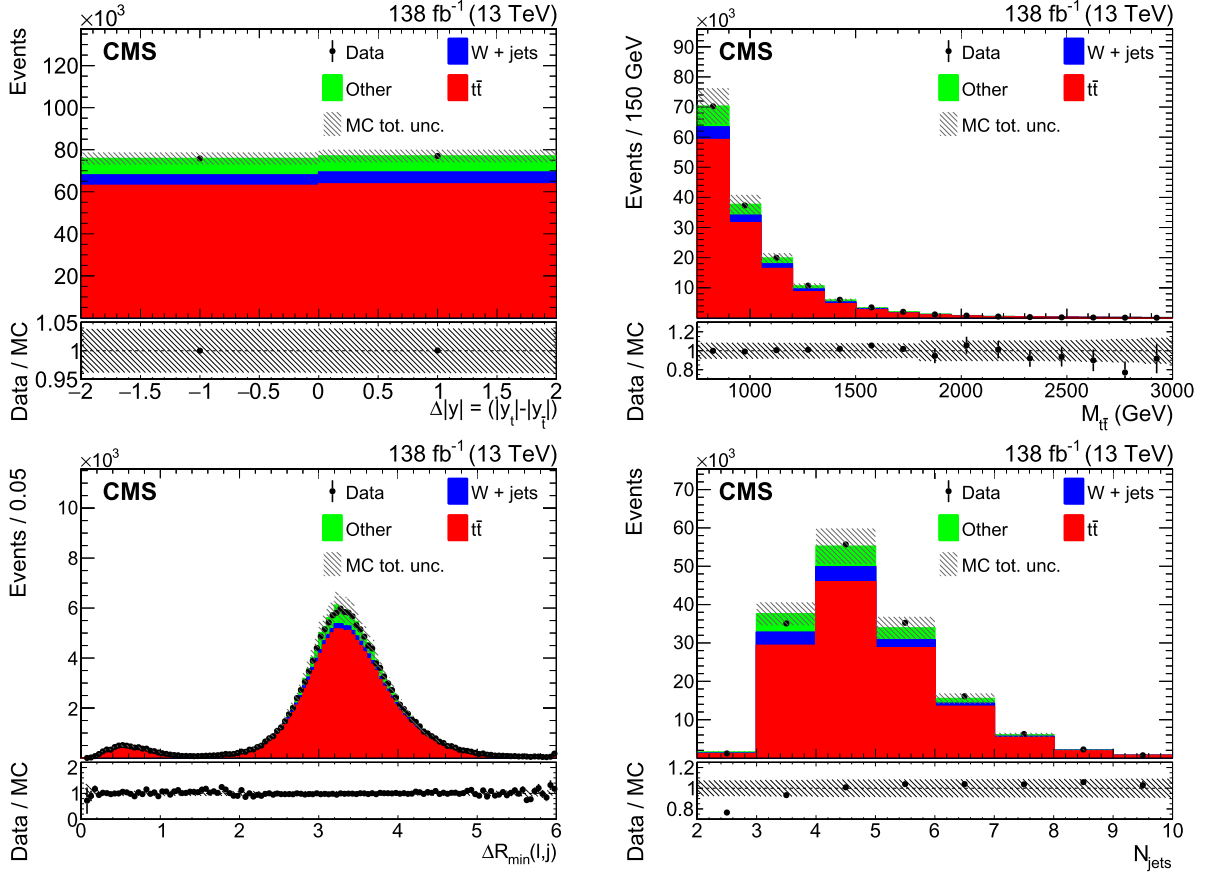 ×10³ 138 fb⁻¹ (13 TeV)
CMS
Data W + jets
Other tt̄
MC tot. unc.
Events
120
100
80
60
40
20
1.05
1
0.95
Data / MC
−2 −1.5 −1 −0.5 0 0.5 1 1.5 2
Δ|y| = (|y_t|-|y_t̄|)
×10³ 138 fb⁻¹ (13 TeV)
CMS
Data W + jets
Other tt̄
MC tot. unc.
Events / 150 GeV
90
80
70
60
50
40
30
20
10
1.2
1
0.8
Data / MC
1000 1500 2000 2500 3000
M_tt̄ (GeV)
×10³ 138 fb⁻¹ (13 TeV)
CMS
Data W + jets
Other tt̄
MC tot. unc.
Events / 0.05
10
8
6
4
2
2
1
0
Data / MC
0 1 2 3 4 5 6
ΔR_min(l,j)
×10³ 138 fb⁻¹ (13 TeV)
CMS
Data W + jets
Other tt̄
MC tot. unc.
Events
70
60
50
40
30
20
10
1.2
1
0.8
Data / MC
2 3 4 5 6 7 8 9 10
N_jets